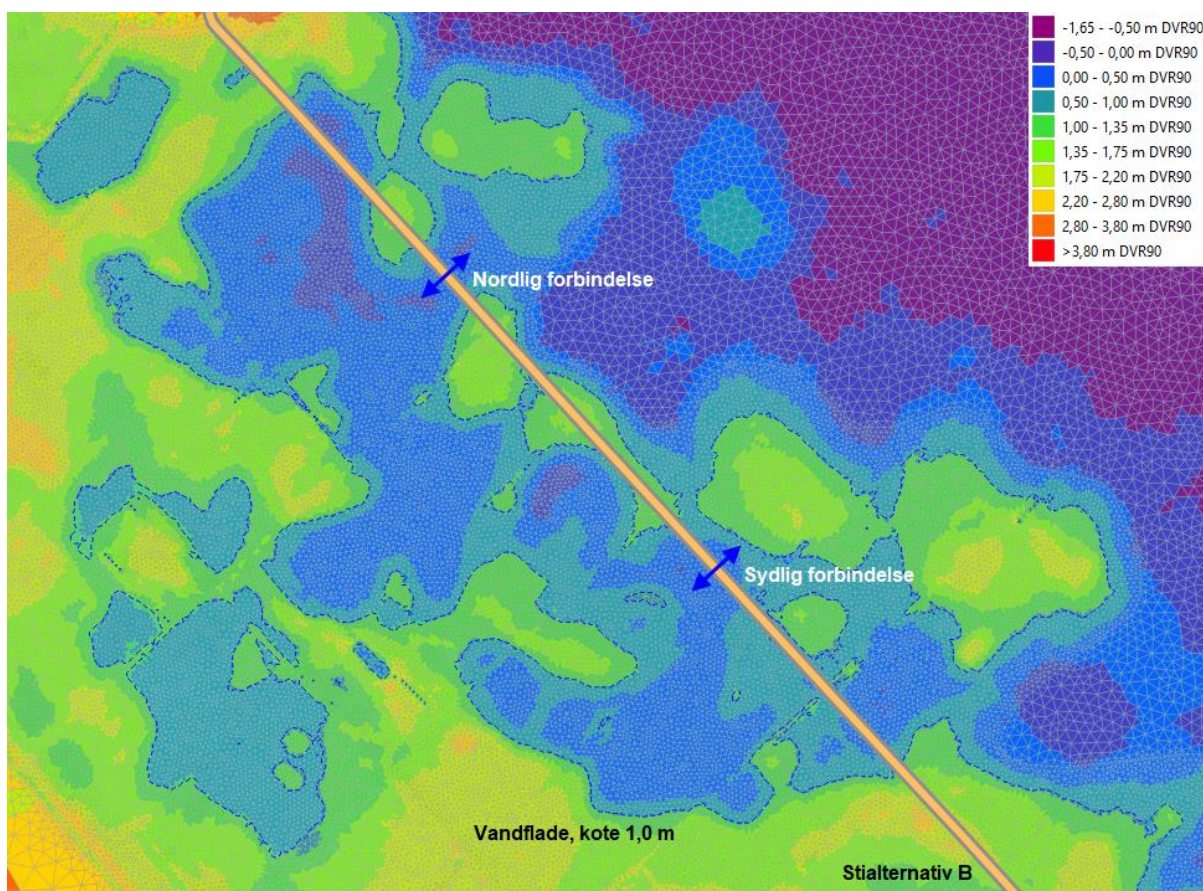 -1,65 - -0,50 m DVR90
-0,50 - 0,00 m DVR90
0,00 - 0,50 m DVR90
0,50 - 1,00 m DVR90
1,00 - 1,35 m DVR90
1,35 - 1,75 m DVR90
1,75 - 2,20 m DVR90
2,20 - 2,80 m DVR90
2,80 - 3,80 m DVR90
>3,80 m DVR90
Nordlig forbindelse
Sydlig forbindelse
Vandflade, kote 1,0 m
Stialternativ B